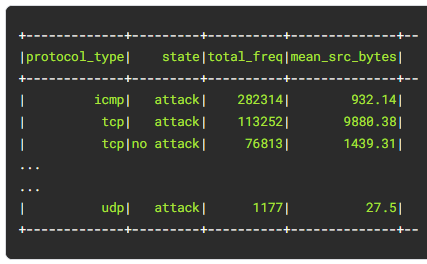 +-------------+---------+----------+--------------+--
|protocol_type|    state|total_freq|mean_src_bytes|
+-------------+---------+----------+--------------+--
|         icmp|   attack|    282314|        932.14|
|          tcp|   attack|    113252|       9880.38|
|          tcp|no attack|     76813|       1439.31|
...
...
|          udp|   attack|      1177|          27.5|
+-------------+---------+----------+--------------+--